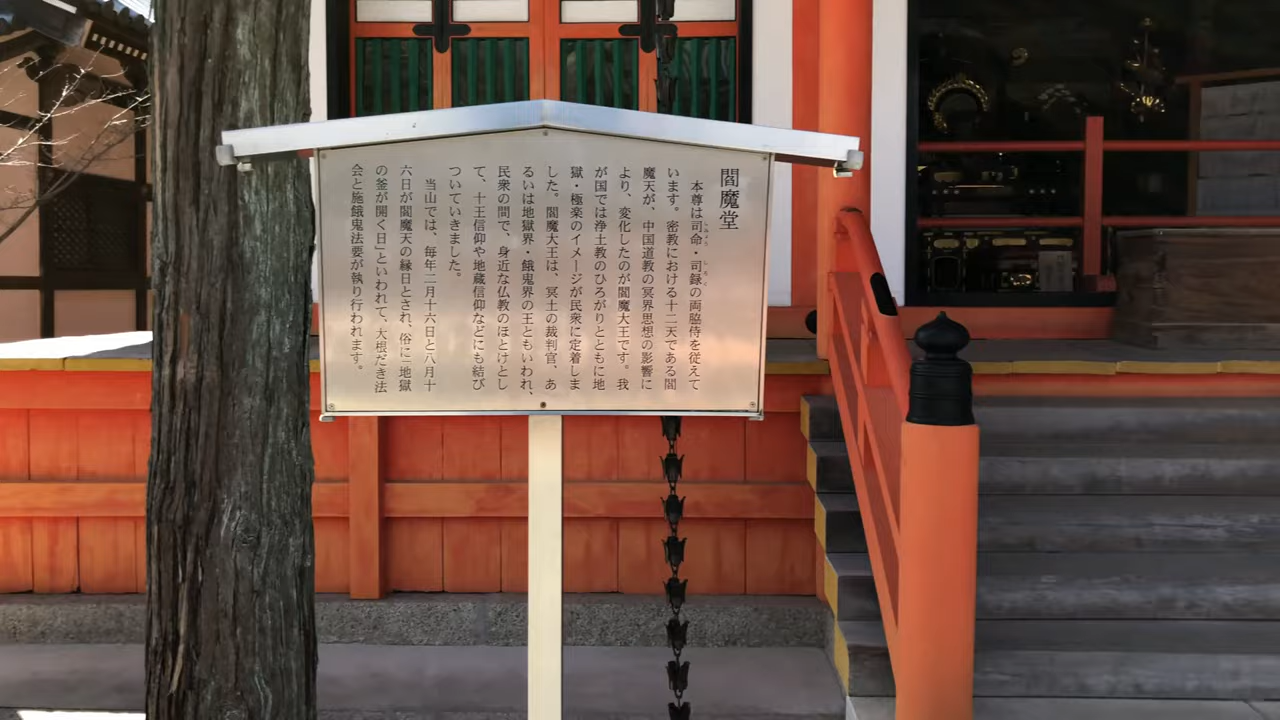 閻魔堂
本尊は司命・司録の両脇侍を従えて
います。密教における十二天である閻
魔天が、中国道教の冥界思想の影響に
より、変化したのが閻魔大王です。我
が国では浄土教のひろがりとともに地
獄・極楽のイメージが民衆に定着しま
した。閻魔大王は、冥土の裁判官、あ
るいは地獄界・餓鬼界の王ともいわれ、
民衆の間で、身近な仏教のほとけとし
て、十王信仰や地蔵信仰などにも結び
ついていきました。
当山では、毎年二月十六日と八月十
六日が閻魔天の縁日とされ、俗に「地獄
の釜が開く日」といわれて、大根だき法
会と施餓鬼法要が執り行われます。